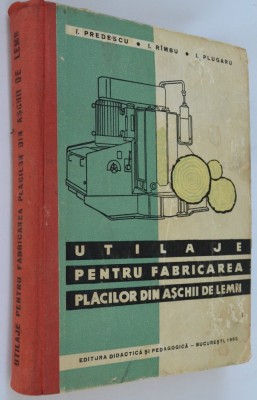 I. PREDESCU • I. RÎMBU • I. PLUGARU
UTILAJE
PENTRU FABRICAREA
PLĂCILOR DIN AȘCHII DE LEMN
EDITURA DIDACTICĂ ȘI PEDAGOGICĂ - BUCUREȘTI,
UTILAJE PENTRU FABRICAREA PLĂCILOR DIN AȘCHII DE LEMN